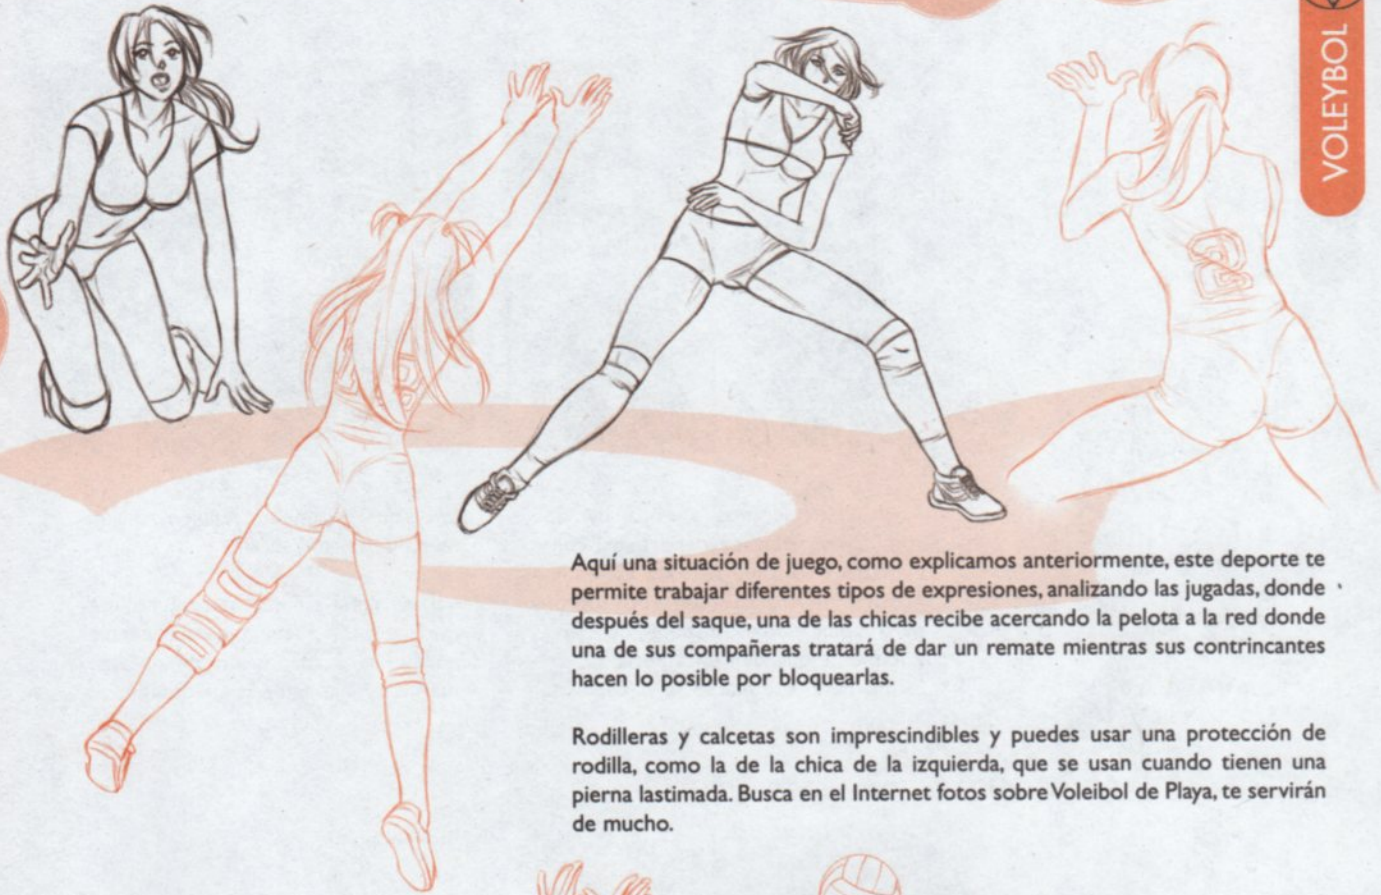 VOLEYBOL
2
Aquí una situación de juego, como explicamos anteriormente, este deporte te
permite trabajar diferentes tipos de expresiones, analizando las jugadas, donde
después del saque, una de las chicas recibe acercando la pelota a la red donde
una de sus compañeras tratará de dar un remate mientras sus contrincantes
hacen lo posible por bloquearlas.
Rodilleras y calcetas son imprescindibles y puedes usar una protección de
rodilla, como la de la chica de la izquierda, que se usan cuando tienen una
pierna lastimada. Busca en el Internet fotos sobre Voleibol de Playa, te servirán
de mucho.